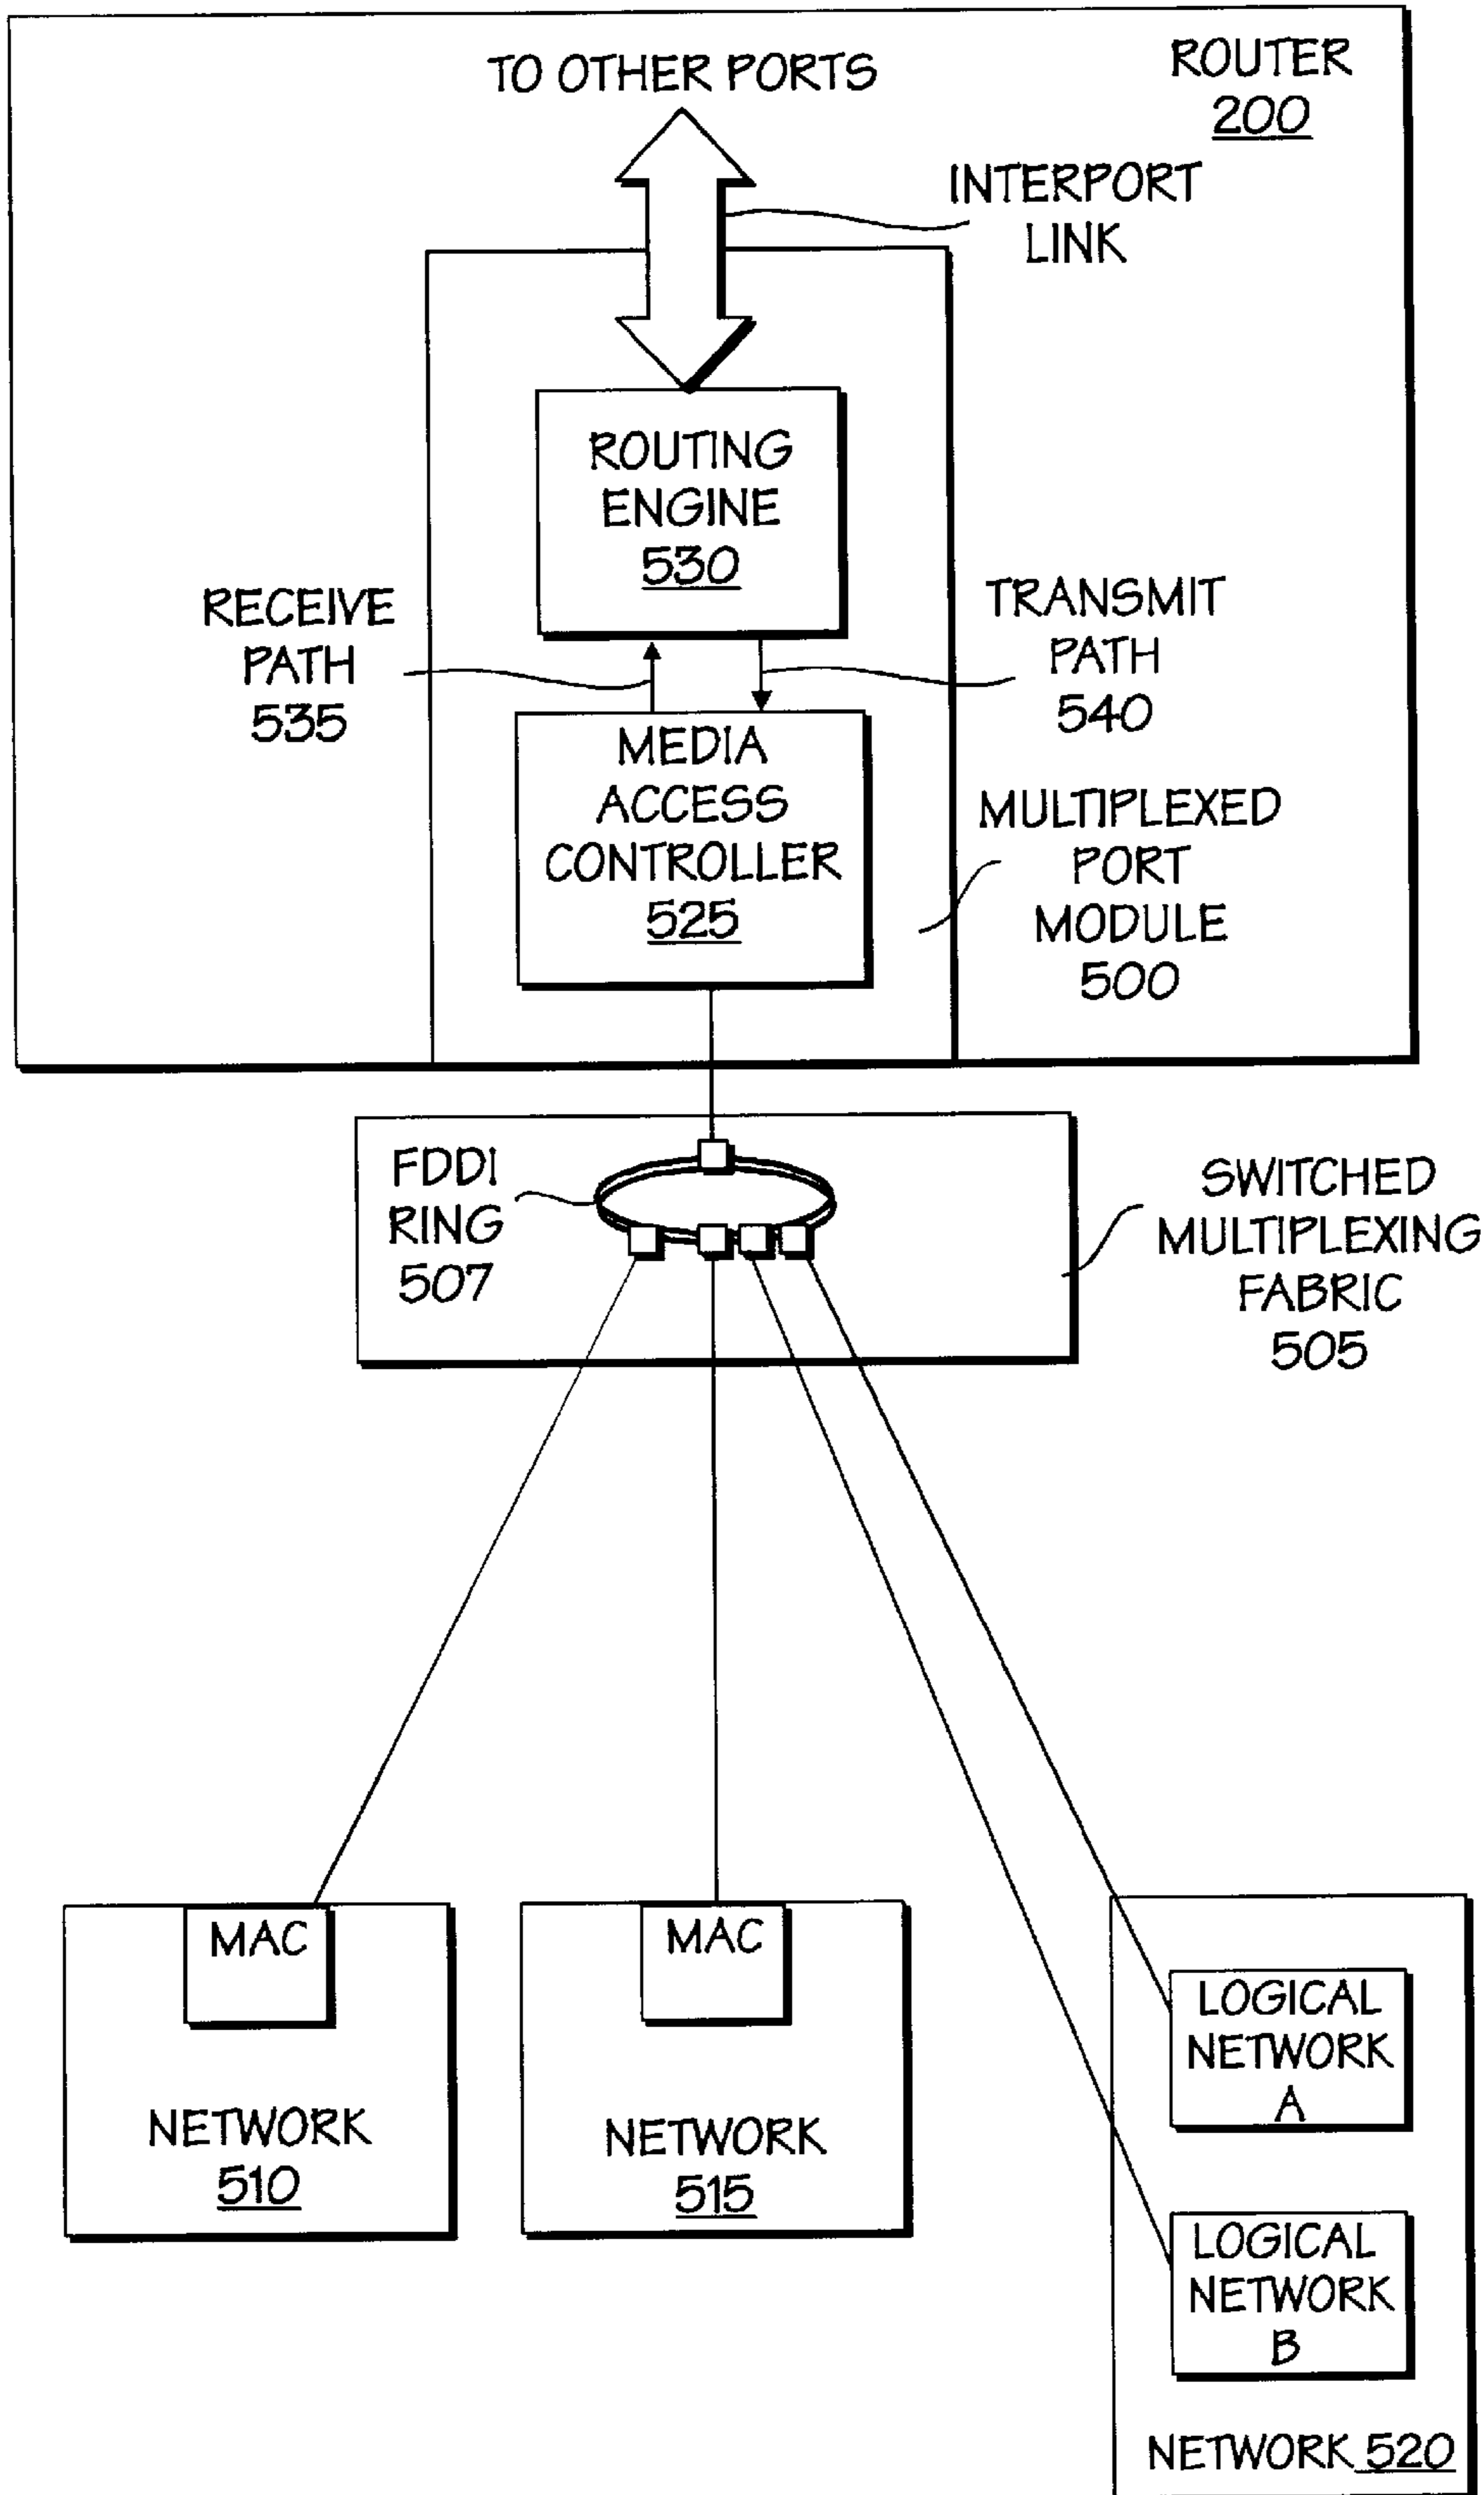 TO OTHER PORTS
ROUTER
200
INTERPORT
LINK
ROUTING
ENGINE
530
RECEIVE
PATH
535
TRANSMIT
PATH
540
MEDIA
ACCESS
CONTROLLER
525
MULTIPLEXED
PORT
MODULE
500
FDDI
RING
507
SWITCHED
MULTIPLEXING
FABRIC
505
MAC
NETWORK
510
MAC
NETWORK
515
LOGICAL
NETWORK
A
LOGICAL
NETWORK
B
NETWORK 520